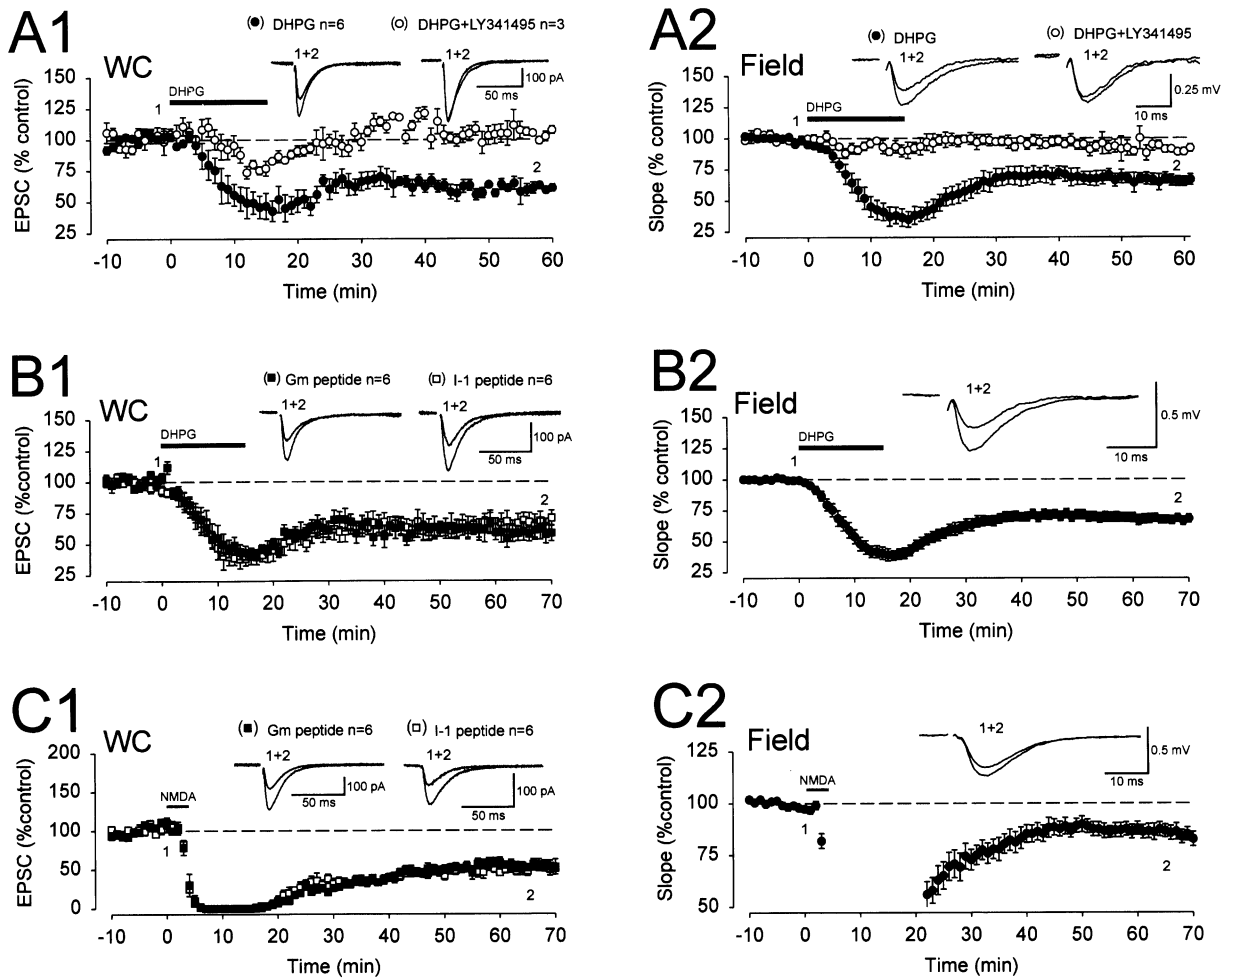 A1
WC
DHPG n=6
DHPG+LY341495 n=3
1+2
1+2
100 pA
50 ms
DHPG
1
2
150
125
100
75
50
25
EPSC (% control)
-10 0 10 20 30 40 50 60
Time (min)
A2
Field
DHPG
DHPG+LY341495
1+2
1+2
0.25 mV
10 ms
DHPG
1
2
150
125
100
75
50
25
Slope (% control)
-10 0 10 20 30 40 50 60
Time (min)
B1
WC
Gm peptide n=6
I-1 peptide n=6
1+2
1+2
100 pA
50 ms
DHPG
1
2
150
125
100
75
50
25
EPSC (%control)
-10 0 10 20 30 40 50 60 70
Time (min)
B2
Field
1+2
0.5 mV
10 ms
DHPG
1
2
150
125
100
75
50
25
Slope (% control)
-10 0 10 20 30 40 50 60 70
Time (min)
C1
WC
Gm peptide n=6
I-1 peptide n=6
1+2
1+2
100 pA
50 ms
100 pA
50 ms
NMDA
1
2
200
150
100
50
0
EPSC (%control)
-10 0 10 20 30 40 50 60 70
Time (min)
C2
Field
1+2
0.5 mV
10 ms
NMDA
1
2
125
100
75
50
Slope (%control)
-10 0 10 20 30 40 50 60 70
Time (min)